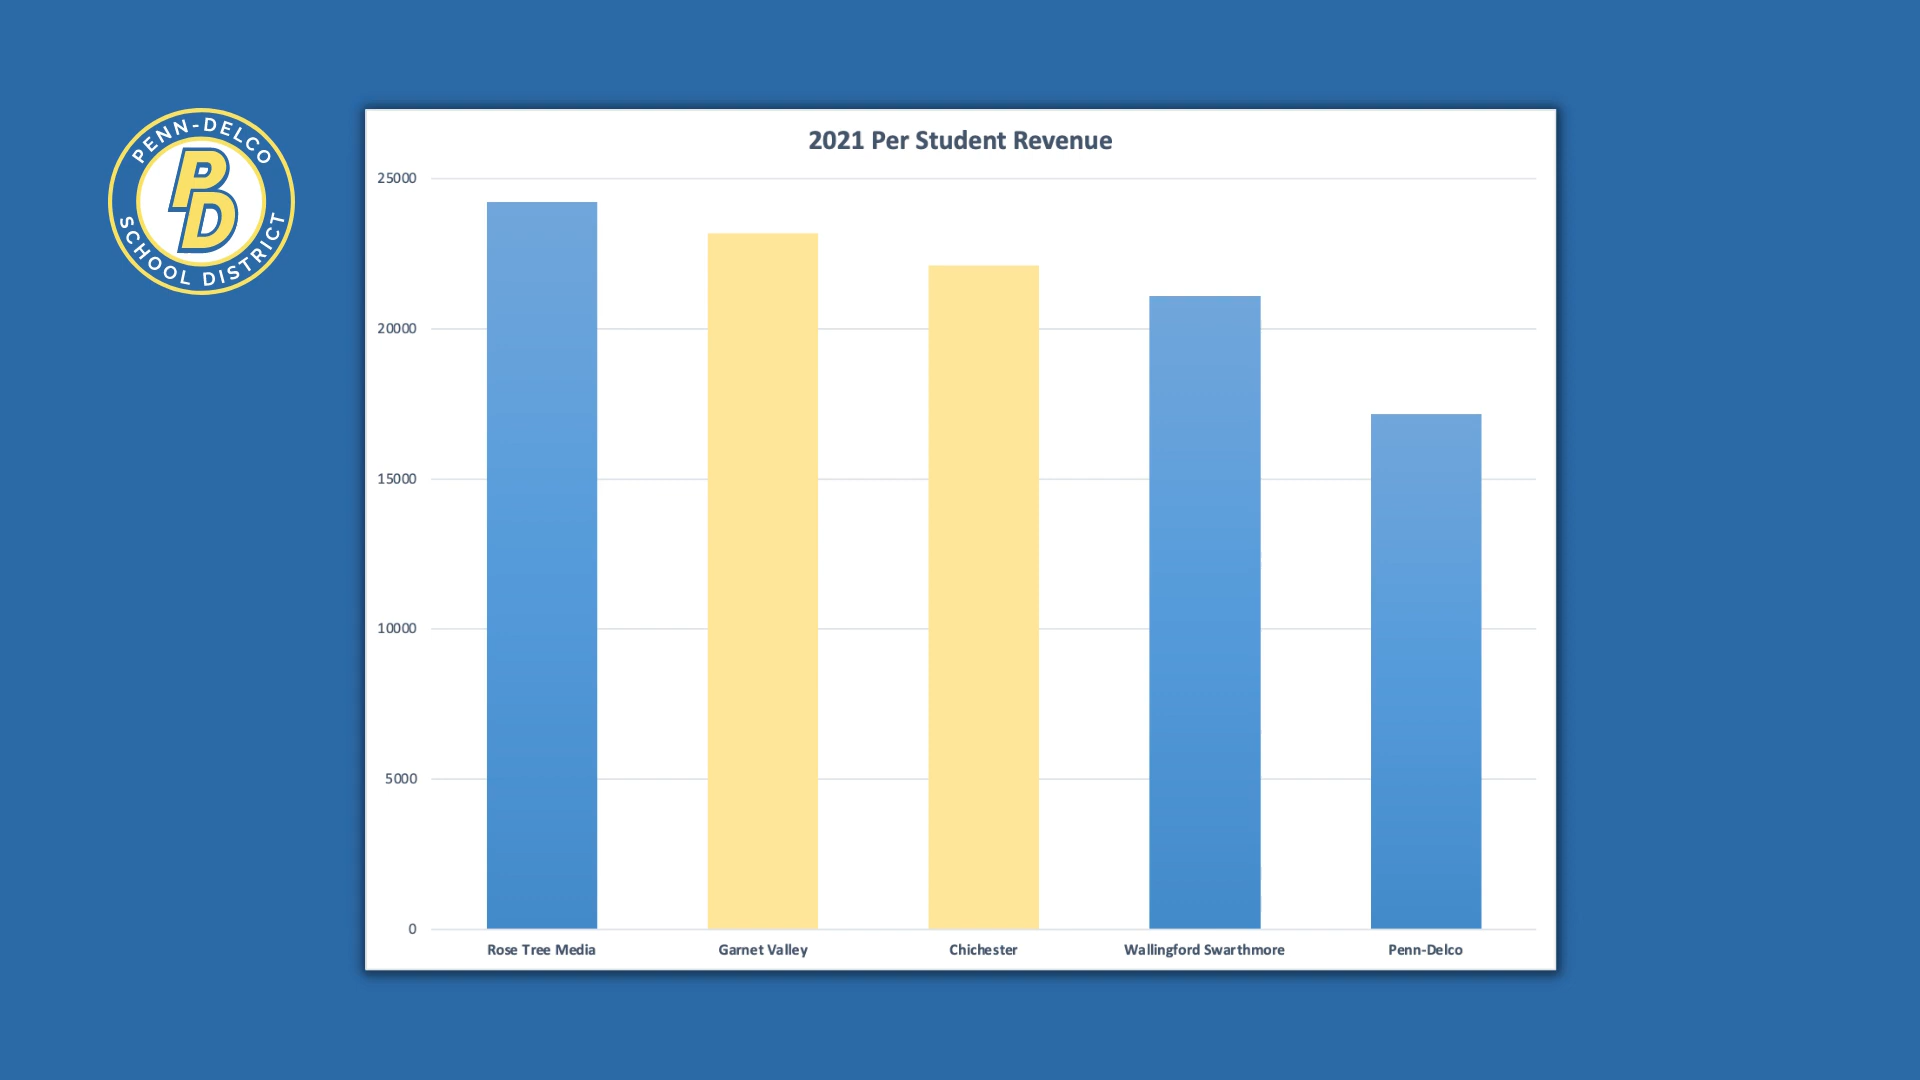 PENN-DELCO
PD
SCHOOL DISTRICT
2021 Per Student Revenue
25000
20000
15000
10000
5000
0
Rose Tree Media Garnet Valley Chichester Wallingford Swarthmore Penn-Delco